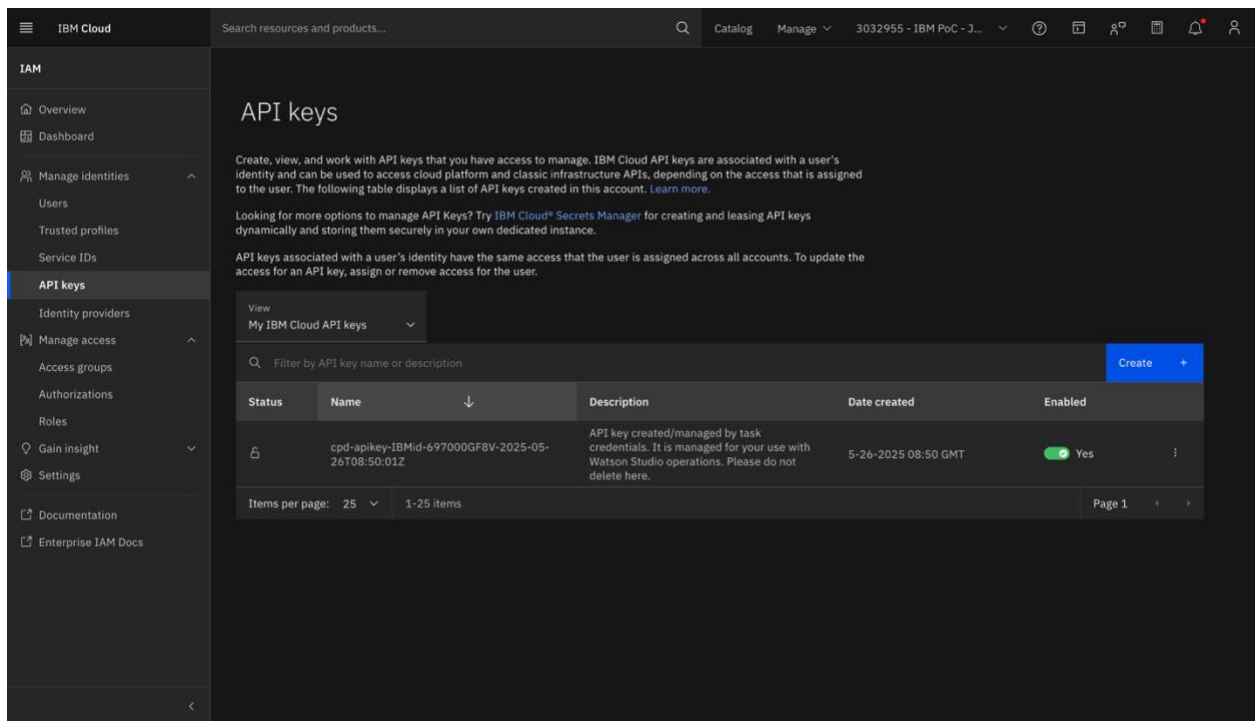 IBM Cloud
Search resources and products...
Catalog
Manage
3032955 - IBM PoC - J...
IAM
Overview
Dashboard
Manage identities
Users
Trusted profiles
Service IDs
API keys
Identity providers
Manage access
Access groups
Authorizations
Roles
Gain insight
Settings
Documentation
Enterprise IAM Docs
API keys
Create, view, and work with API keys that you have access to manage. IBM Cloud API keys are associated with a user's
identity and can be used to access cloud platform and classic infrastructure APIs, depending on the access that is assigned
to the user. The following table displays a list of API keys created in this account. Learn more.
Looking for more options to manage API Keys? Try IBM Cloud® Secrets Manager for creating and leasing API keys
dynamically and storing them securely in your own dedicated instance.
API keys associated with a user's identity have the same access that the user is assigned across all accounts. To update the
access for an API key, assign or remove access for the user.
View
My IBM Cloud API keys
Filter by API key name or description
Create +
Status
Name
Description
Date created
Enabled
cpd-apikey-IBMid-697000GF8V-2025-05-
26T08:50:01Z
API key created/managed by task
credentials. It is managed for your use with
Watson Studio operations. Please do not
delete here.
5-26-2025 08:50 GMT
Yes
Items per page: 25
1-25 items
Page 1